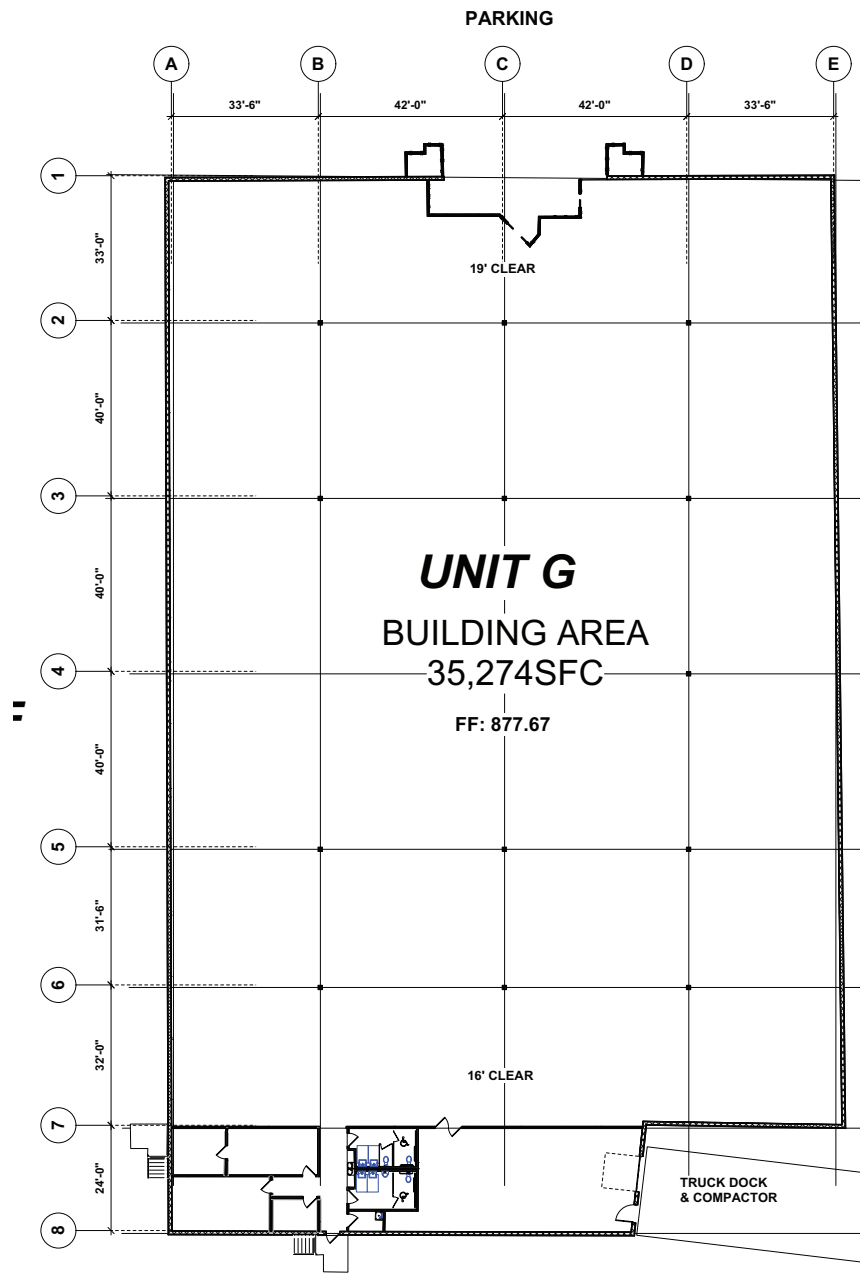 PARKING
A
B
C
D
E
33'-6"
42'-0"
42'-0"
33'-6"
1
33'-0"
19' CLEAR
2
40'-0"
3
40'-0"
UNIT G
BUILDING AREA
35,274SFC
4
FF: 877.67
40'-0"
5
31'-6"
6
32'-0"
16' CLEAR
7
24'-0"
TRUCK DOCK
& COMPACTOR
8